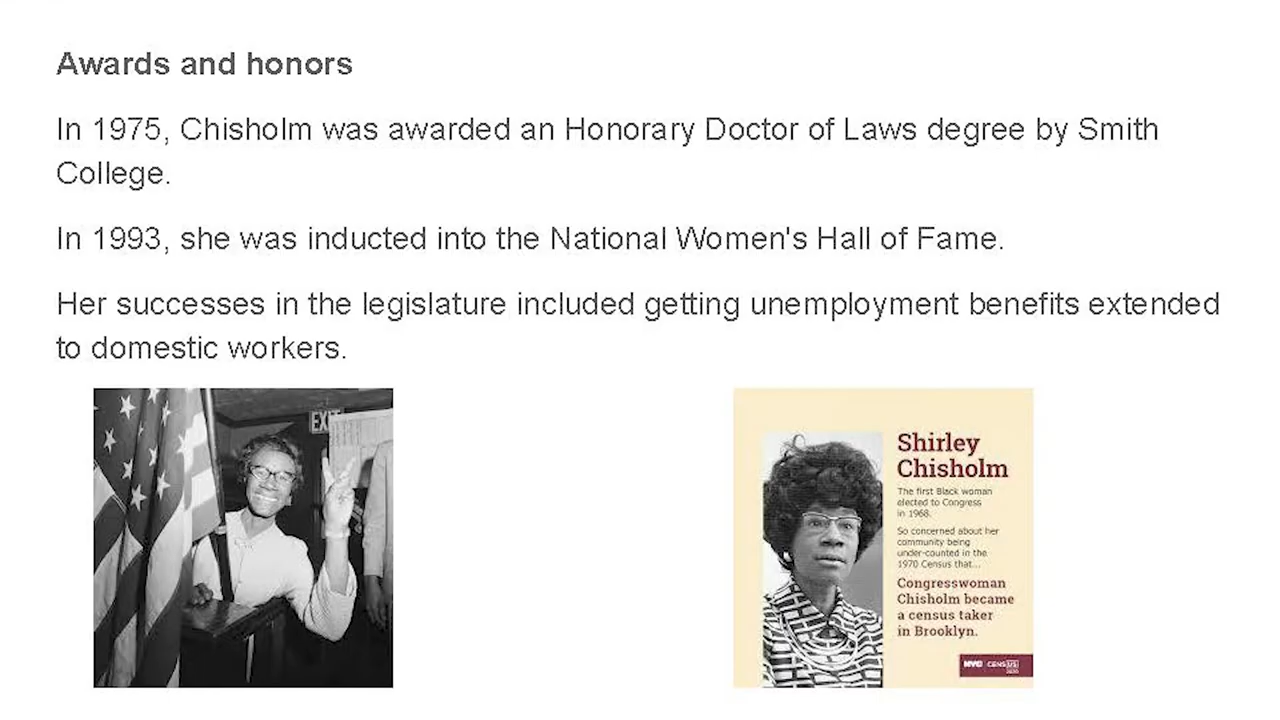 Awards and honors
In 1975, Chisholm was awarded an Honorary Doctor of Laws degree by Smith
College.
In 1993, she was inducted into the National Women's Hall of Fame.
Her successes in the legislature included getting unemployment benefits extended
to domestic workers.
EXIT
Shirley
Chisholm
The first Black woman
elected to Congress
in 1968.
So concerned about her
community being
under-counted in the
1970 Census that...
Congresswoman
Chisholm became
a census taker
in Brooklyn.
NYC CENSUS
2020